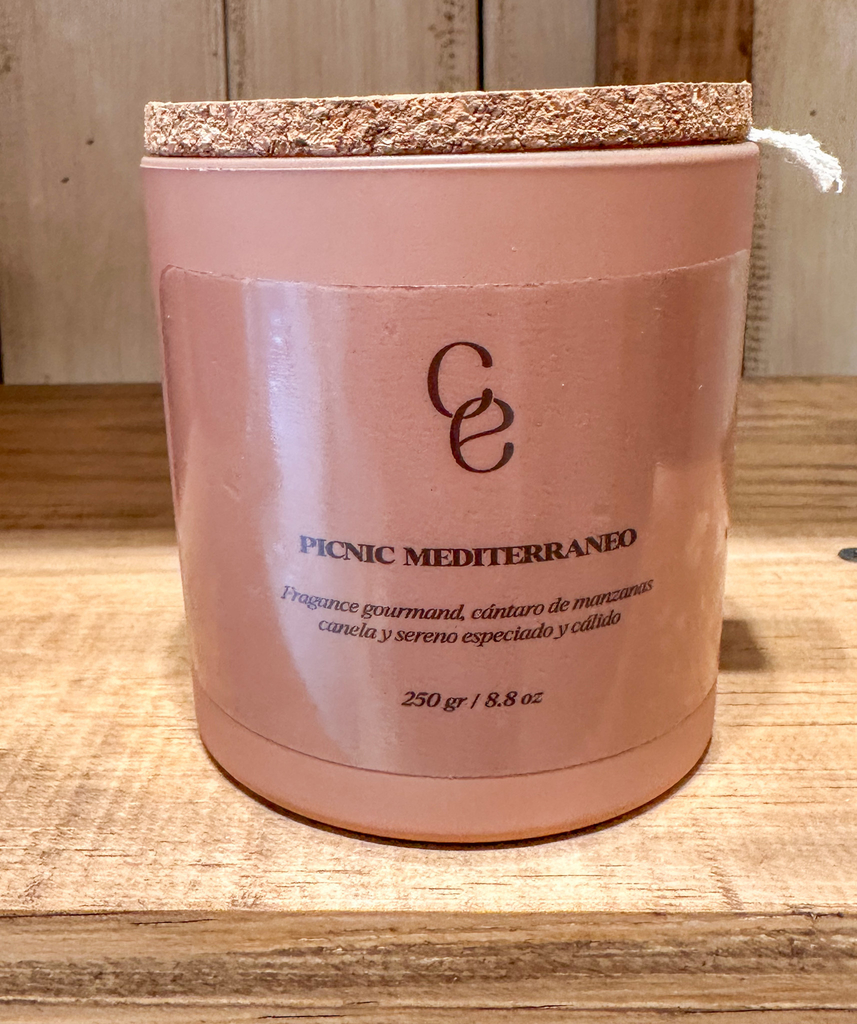 ce
PICNIC MEDITERRANEO
Fragance gourmand, cántaro de manzanas
canela y sereno especiado y cálido
250 gr / 8.8 oz